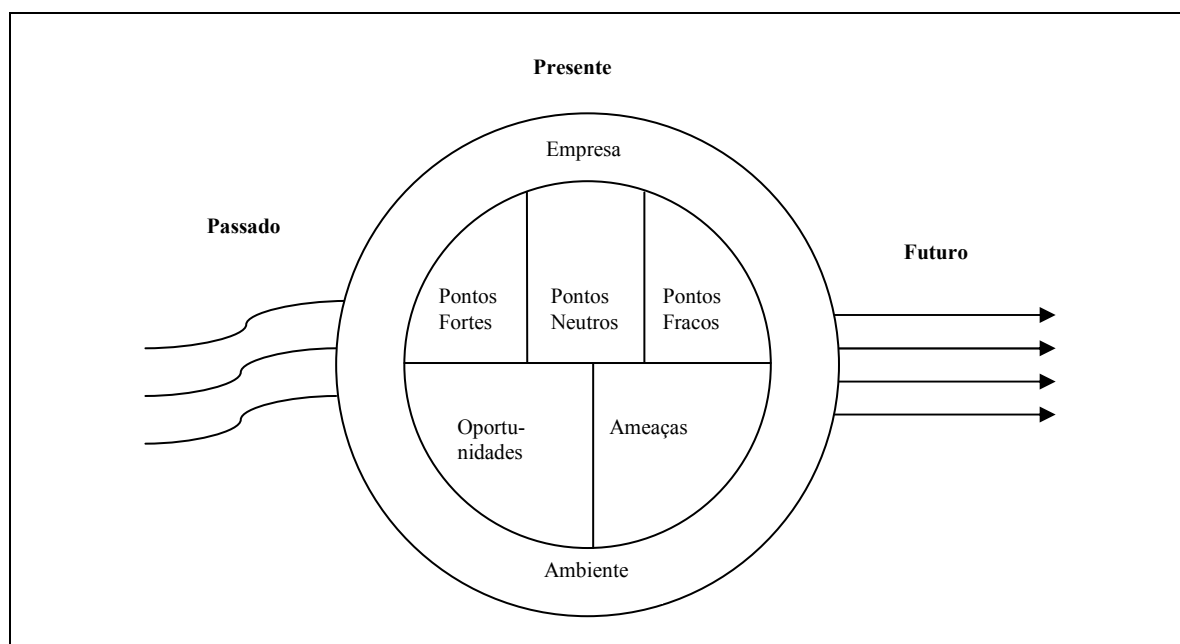 Presente
Empresa
Passado
Futuro
Pontos
Fortes
Pontos
Neutros
Pontos
Fracos
Oportu-
nidades
Ameaças
Ambiente